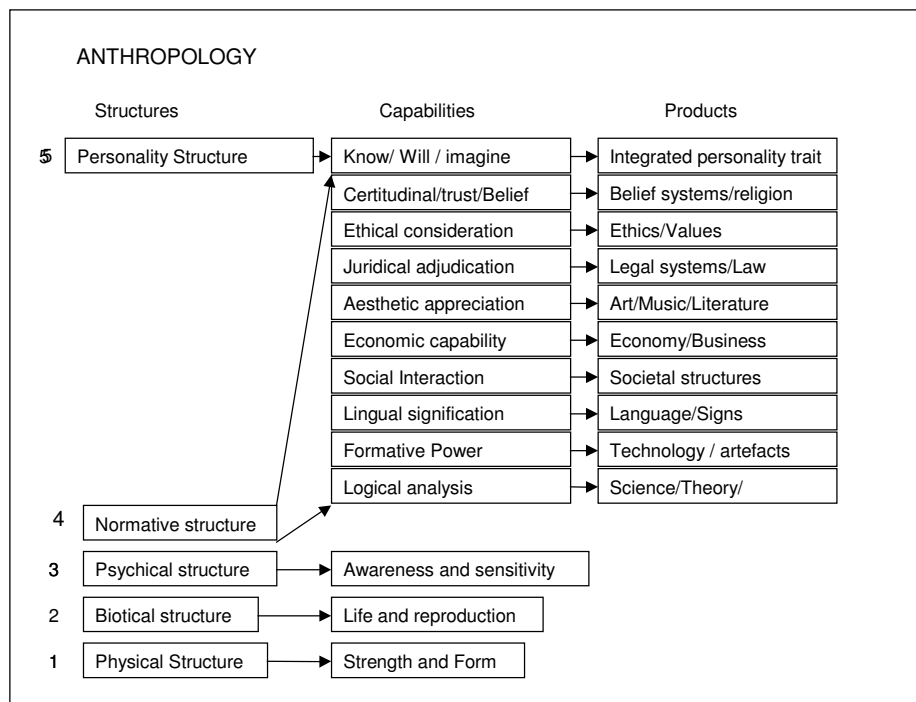 ANTHROPOLOGY
Structures Capabilities Products
5 Personality Structure Know/ Will / imagine Integrated personality trait
Certitudinal/trust/Belief Belief systems/religion
Ethical consideration Ethics/Values
Juridical adjudication Legal systems/Law
Aesthetic appreciation Art/Music/Literature
Economic capability Economy/Business
Social Interaction Societal structures
Lingual signification Language/Signs
Formative Power Technology / artefacts
Logical analysis Science/Theory/
4 Normative structure
3 Psychical structure Awareness and sensitivity
2 Biotical structure Life and reproduction
1 Physical Structure Strength and Form